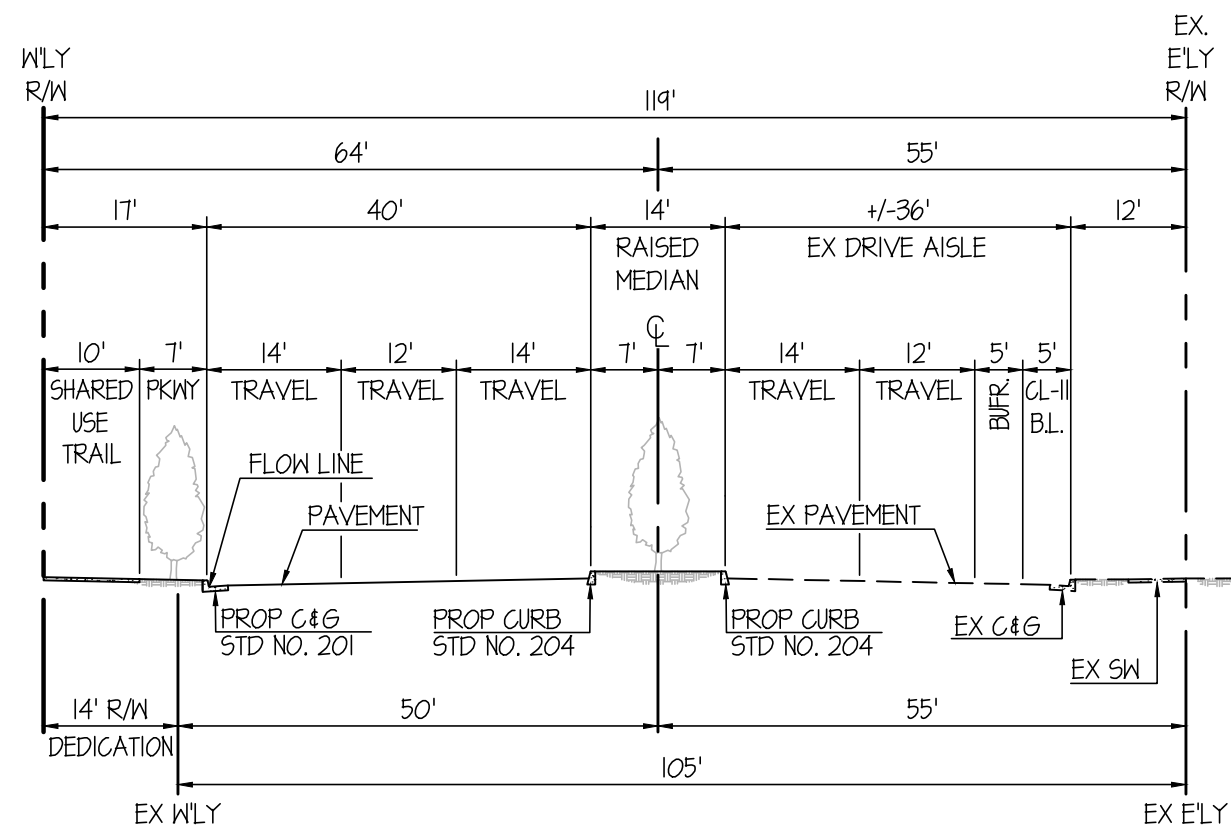 W'LY
R/W
EX.
E'LY
R/W
119'
64'
55'
17'
40'
14'
RAISED
MEDIAN
+/-36'
EX DRIVE AISLE
12'
℄
10'
SHARED
USE
TRAIL
7'
PKWY
14'
TRAVEL
12'
TRAVEL
14'
TRAVEL
7'
7'
14'
TRAVEL
12'
TRAVEL
5'
BUFR.
5'
CL-II
B.L.
FLOW LINE
PAVEMENT
EX PAVEMENT
PROP C&G
STD NO. 201
PROP CURB
STD NO. 204
PROP CURB
STD NO. 204
EX C&G
EX SW
14' R/W
DEDICATION
50'
55'
105'
EX W'LY
EX E'LY